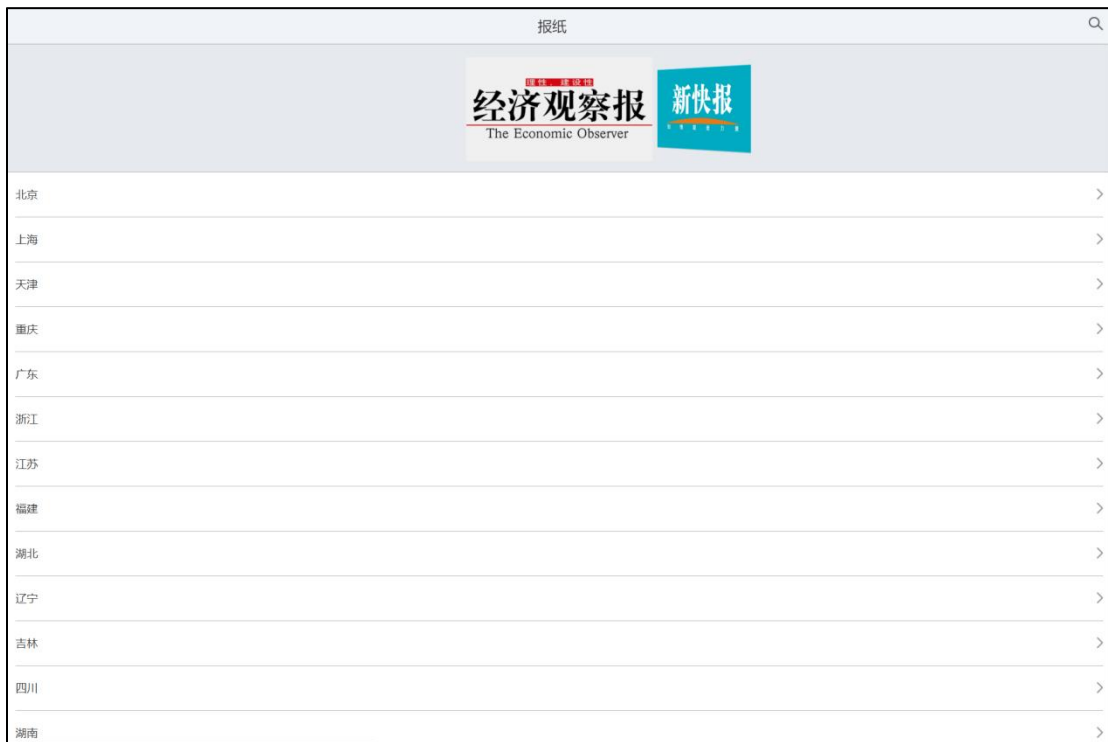 报纸
理性，建设性
经济观察报
The Economic Observer
新快报
北京
上海
天津
重庆
广东
浙江
江苏
福建
湖北
辽宁
吉林
四川
湖南